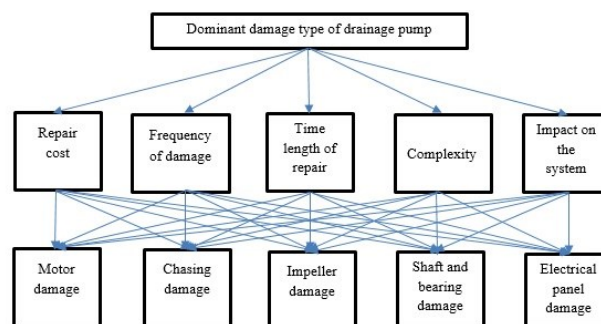 Dominant damage type of drainage pump
Repair
cost
Frequency
of damage
Time
length of
repair
Complexity
Impact on
the
system
Motor
damage
Chasing
damage
Impeller
damage
Shaft and
bearing
damage
Electrical
panel
damage